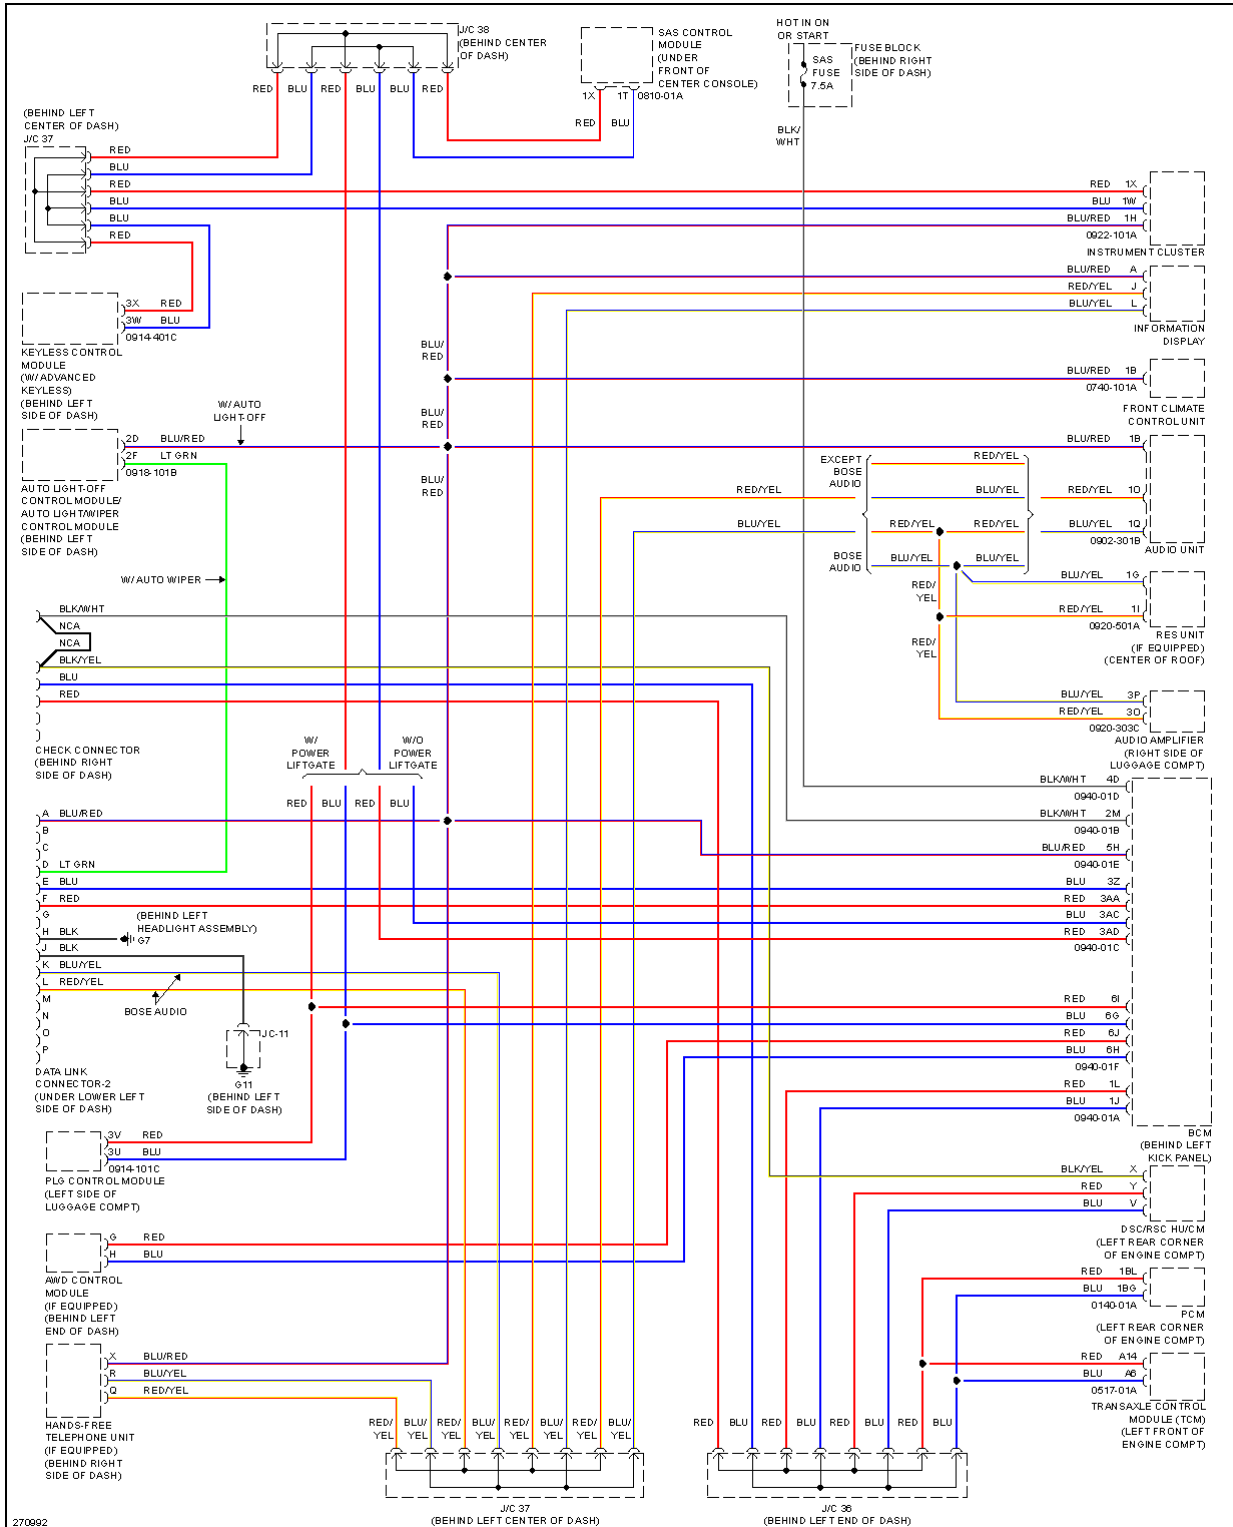 J/C 38
(BEHIND CENTER
OF DASH)
RED BLU RED BLU BLU RED
SAS CONTROL
MODULE
(UNDER
FRONT OF
CENTER CONSOLE)
1X 1T 0810-01A
RED BLU
HOT IN ON
OR START
SAS
FUSE
7.5A
FUSE BLOCK
(BEHIND RIGHT
SIDE OF DASH)
BLK/
WHT
(BEHIND LEFT
CENTER OF DASH)
J/C 37
RED
BLU
RED
BLU
BLU
RED
RED 1X
BLU 1W
BLU/RED 1H
0922-101A
INSTRUMENT CLUSTER
BLU/RED A
RED/YEL J
BLU/YEL L
INFORMATION
DISPLAY
3X RED
3W BLU
0914-401C
KEYLESS CONTROL
MODULE
(W/ ADVANCED
KEYLESS)
(BEHIND LEFT
SIDE OF DASH)
BLU/
RED
BLU/RED 1B
0740-101A
FRONT CLIMATE
CONTROL UNIT
W/ AUTO
LIGHT-OFF
BLU/
RED
2D BLU/RED
2F LT GRN
0918-101B
AUTO LIGHT-OFF
CONTROL MODULE/
AUTO LIGHT/WIPER
CONTROL MODULE
(BEHIND LEFT
SIDE OF DASH)
BLU/
RED
BLU/RED 1B
EXCEPT
BOSE
AUDIO
RED/YEL
RED/YEL BLU/YEL RED/YEL 1O
BLU/YEL RED/YEL RED/YEL BLU/YEL 1Q
0902-301B
AUDIO UNIT
BOSE
AUDIO
BLU/YEL BLU/YEL
W/ AUTO WIPER
RED/
YEL
BLU/YEL 1G
RED/YEL 1I
0920-501A
RES UNIT
(IF EQUIPPED)
(CENTER OF ROOF)
RED/
YEL
BLK/WHT
NCA
NCA
BLK/YEL
BLU
RED
CHECK CONNECTOR
(BEHIND RIGHT
SIDE OF DASH)
BLU/YEL 3P
RED/YEL 3O
0920-303C
AUDIO AMPLIFIER
(RIGHT SIDE OF
LUGGAGE COMPT)
W/
POWER
LIFTGATE
W/O
POWER
LIFTGATE
RED BLU RED BLU
BLK/WHT 4D
0940-01D
BLK/WHT 2M
0940-01B
BLU/RED 5H
0940-01E
BLU 3Z
RED 3AA
BLU 3AC
RED 3AD
0940-01C
RED 6I
BLU 6G
RED 6J
BLU 6H
0940-01F
RED 1L
BLU 1J
0940-01A
BCM
(BEHIND LEFT
KICK PANEL)
A BLU/RED
B
C
D LT GRN
E BLU
F RED
G
H BLK
J BLK
K BLU/YEL
L RED/YEL
M
N
O
P
(BEHIND LEFT
HEADLIGHT ASSEMBLY)
G7
BOSE AUDIO
JC-11
G11
(BEHIND LEFT
SIDE OF DASH)
DATA LINK
CONNECTOR-2
(UNDER LOWER LEFT
SIDE OF DASH)
3V RED
3U BLU
0914-101C
PLG CONTROL MODULE
(LEFT SIDE OF
LUGGAGE COMPT)
BLK/YEL X
RED Y
BLU V
DSC/RSC HU/CM
(LEFT REAR CORNER
OF ENGINE COMPT)
G RED
H BLU
AWD CONTROL
MODULE
(IF EQUIPPED)
(BEHIND LEFT
END OF DASH)
RED 1BL
BLU 1BG
0140-01A
PCM
(LEFT REAR CORNER
OF ENGINE COMPT)
X BLU/RED
R BLU/YEL
Q RED/YEL
HANDS-FREE
TELEPHONE UNIT
(IF EQUIPPED)
(BEHIND RIGHT
SIDE OF DASH)
RED A14
BLU A6
0517-01A
TRANSAXLE CONTROL
MODULE (TCM)
(LEFT FRONT OF
ENGINE COMPT)
RED/ BLU/ RED/ BLU/ RED/ BLU/ RED/ BLU/
YEL YEL YEL YEL YEL YEL YEL YEL
RED BLU RED BLU RED BLU RED BLU
J/C 37
(BEHIND LEFT CENTER OF DASH)
J/C 36
(BEHIND LEFT END OF DASH)
270992